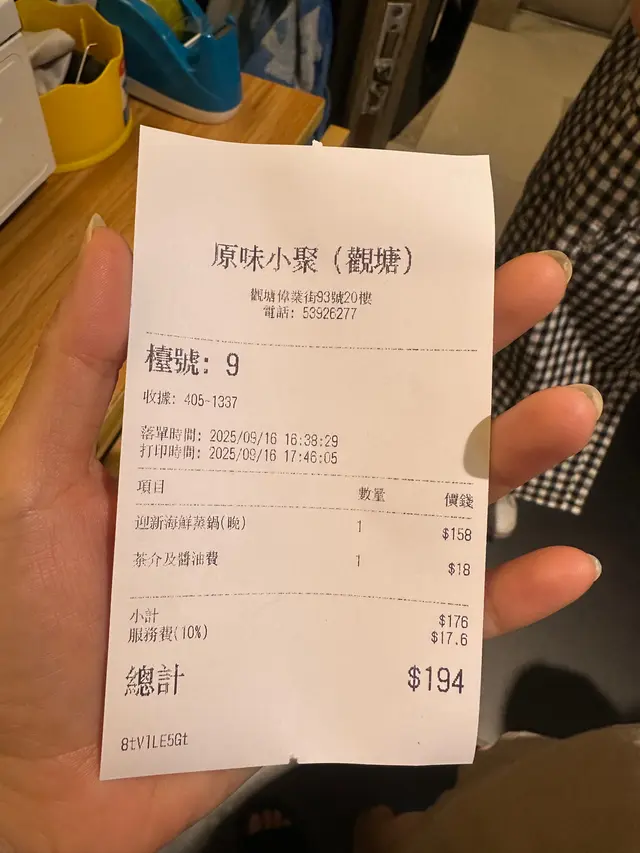 原味小聚（觀塘）
觀塘偉業街93號20樓
電話: 53926277
檯號: 9
收據: 405-1337
落單時間: 2025/09/16 16:38:29
打印時間: 2025/09/16 17:46:05
項目 數量 價錢
迎新海鮮蒸鍋(晚) 1 $158
茶介及醬油費 1 $18
小計 $176
服務費(10%) $17.6
總計 $194
8tV1LE5Gt